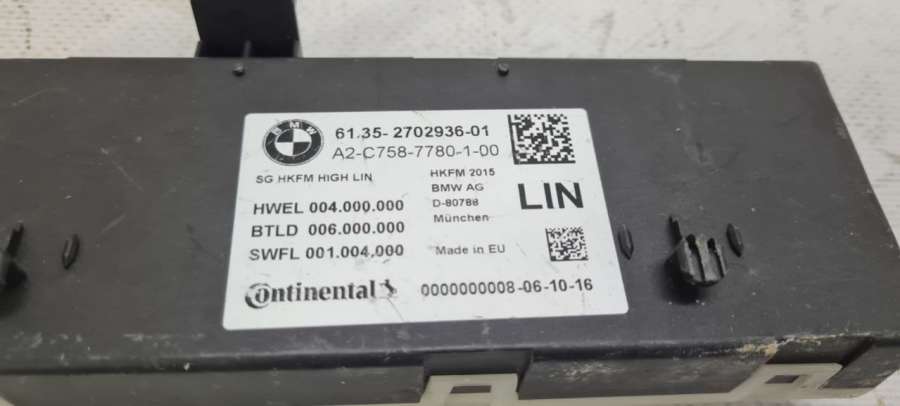 BMW
61.35- 2702936-01
A2-C758-7780-1-00
SG HKFM HIGH LIN
HKFM 2015
BMW AG
D-80788
München
LIN
HWEL 004.000.000
BTLD 006.000.000
SWFL 001.004.000
Made in EU
Continental
0000000008-06-10-16